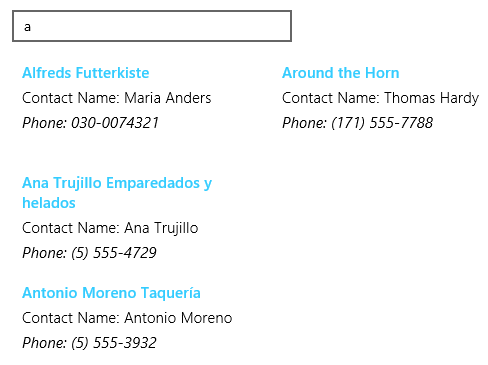 a
Alfreds Futterkiste
Contact Name: Maria Anders
Phone: 030-0074321
Around the Horn
Contact Name: Thomas Hardy
Phone: (171) 555-7788
Ana Trujillo Emparedados y
helados
Contact Name: Ana Trujillo
Phone: (5) 555-4729
Antonio Moreno Taquería
Contact Name: Antonio Moreno
Phone: (5) 555-3932